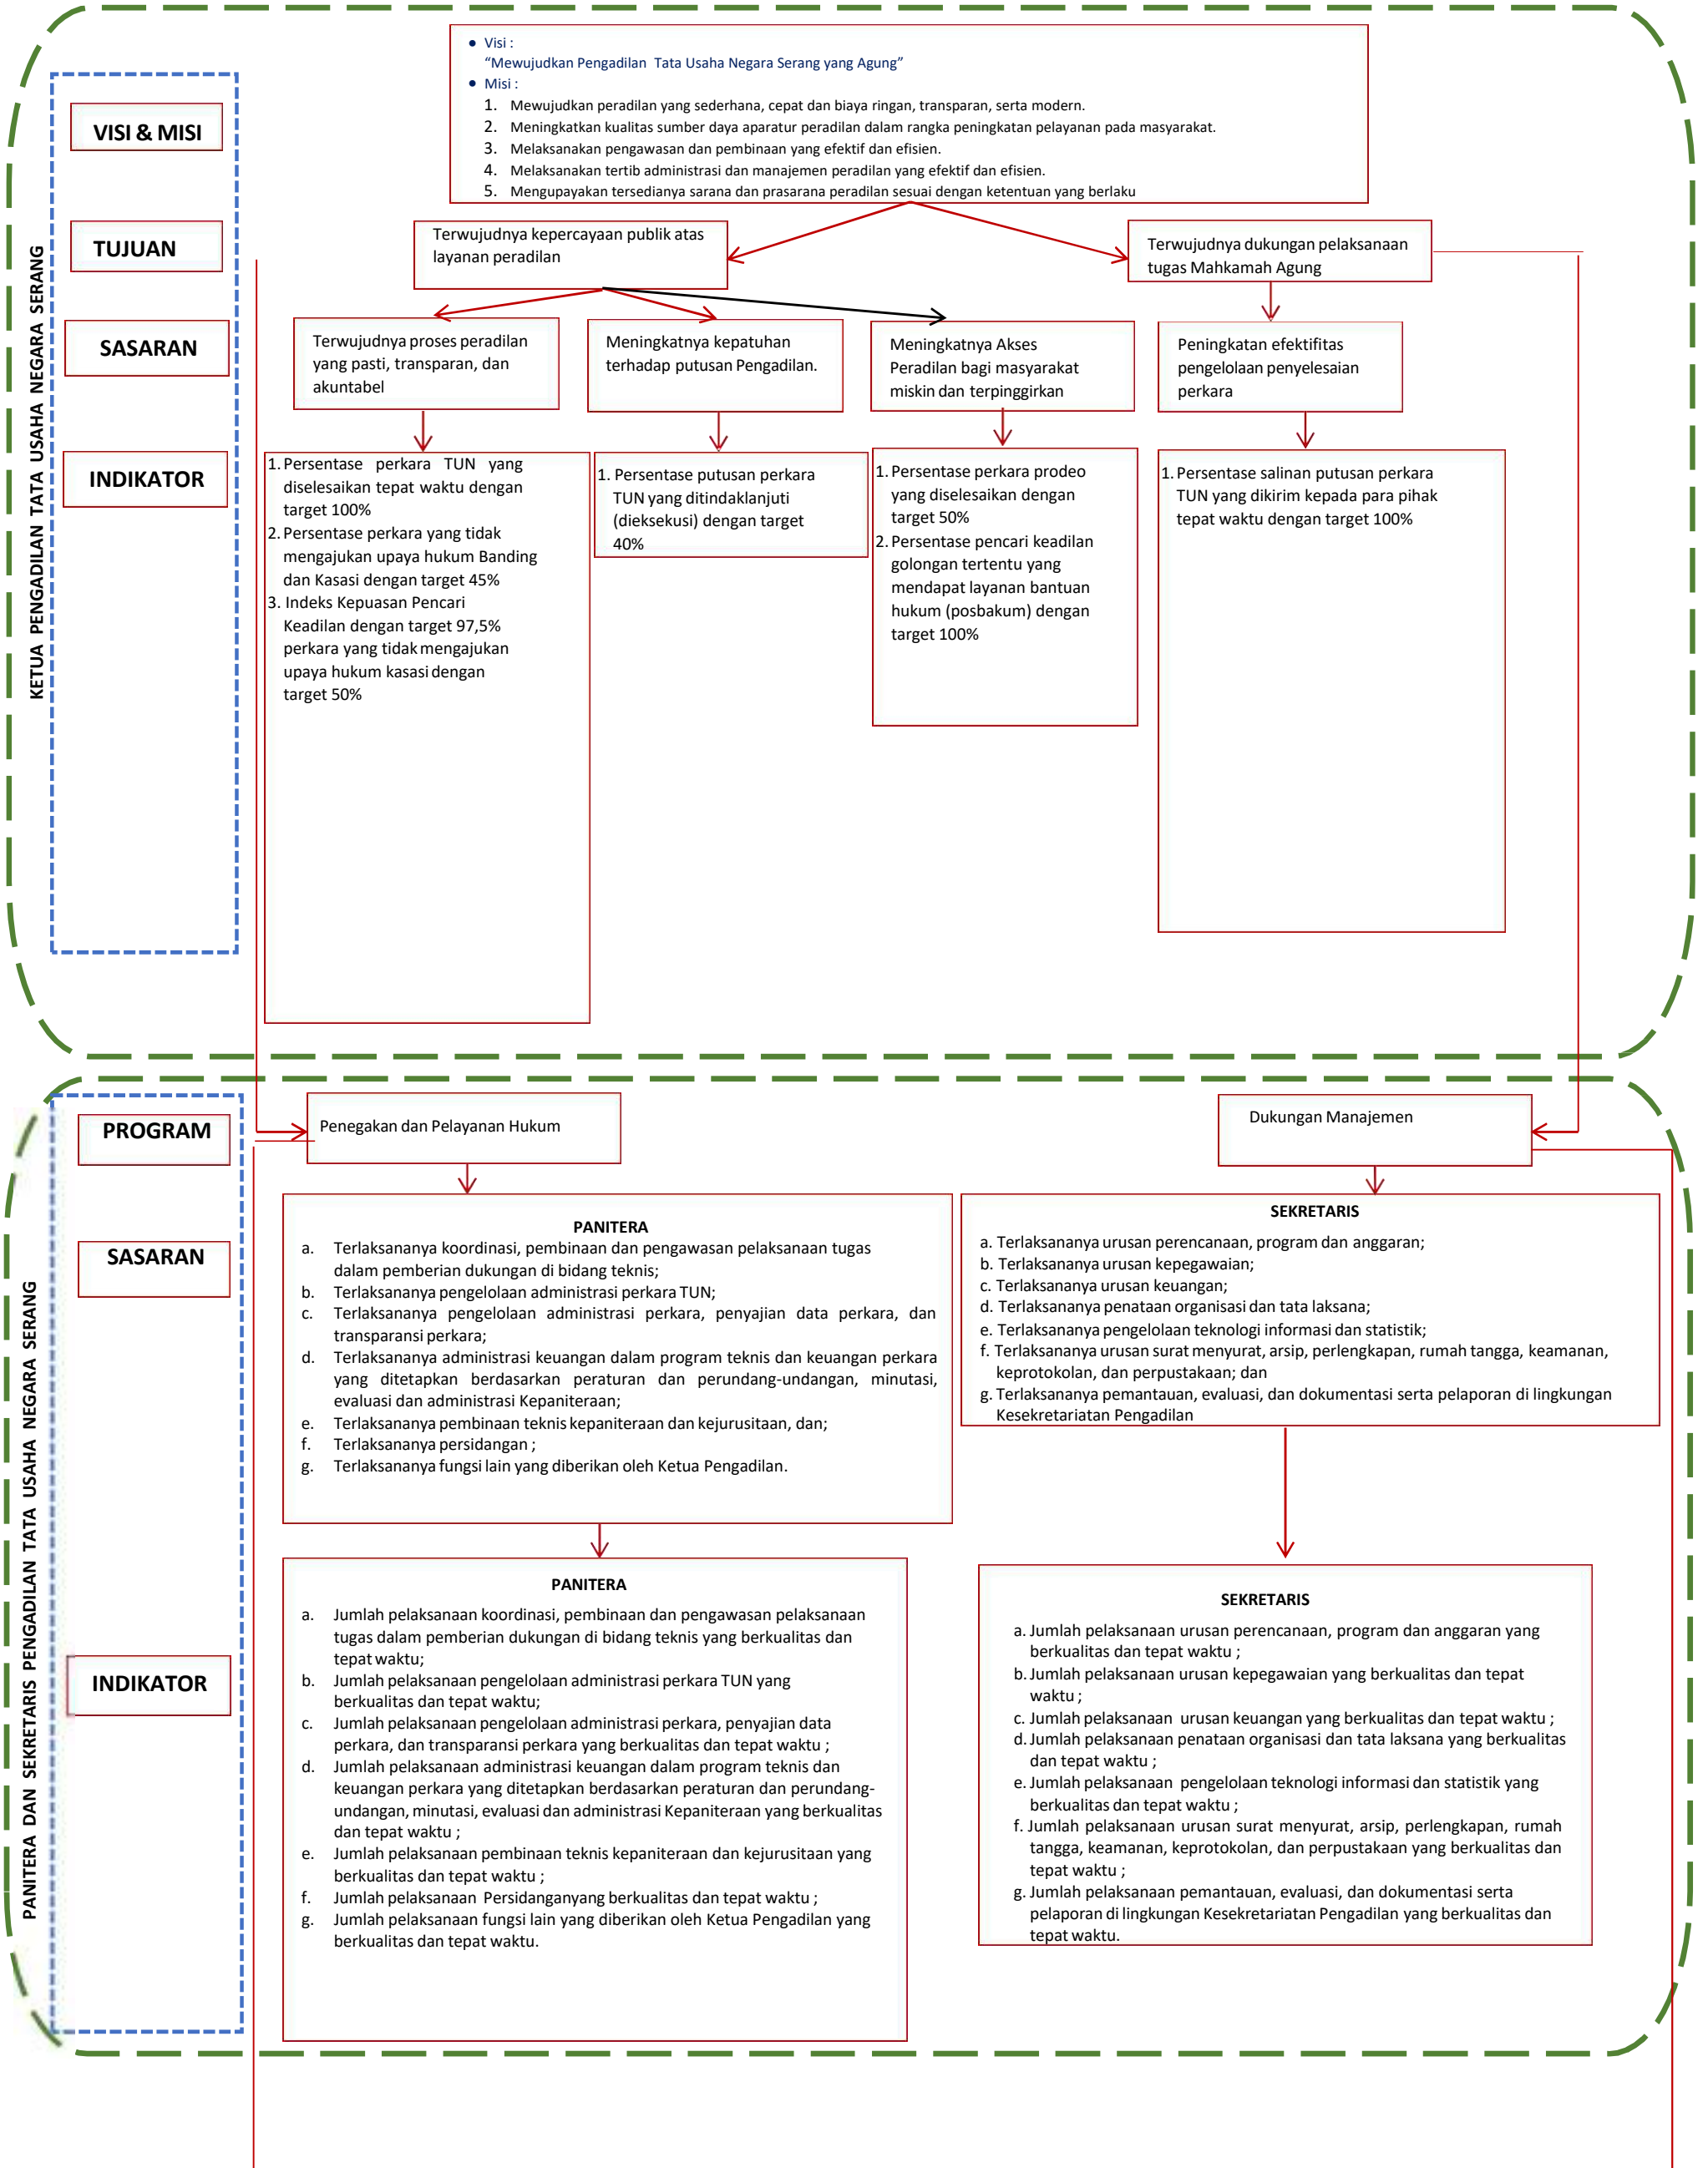 ● Visi :
“Mewujudkan Pengadilan Tata Usaha Negara Serang yang Agung”
● Misi :
1. Mewujudkan peradilan yang sederhana, cepat dan biaya ringan, transparan, serta modern.
2. Meningkatkan kualitas sumber daya aparatur peradilan dalam rangka peningkatan pelayanan pada masyarakat.
3. Melaksanakan pengawasan dan pembinaan yang efektif dan efisien.
4. Melaksanakan tertib administrasi dan manajemen peradilan yang efektif dan efisien.
5. Mengupayakan tersedianya sarana dan prasarana peradilan sesuai dengan ketentuan yang berlaku
KETUA PENGADILAN TATA USAHA NEGARA SERANG
VISI & MISI
TUJUAN
Terwujudnya kepercayaan publik atas
layanan peradilan
Terwujudnya dukungan pelaksanaan
tugas Mahkamah Agung
SASARAN
Terwujudnya proses peradilan
yang pasti, transparan, dan
akuntabel
Meningkatnya kepatuhan
terhadap putusan Pengadilan.
Meningkatnya Akses
Peradilan bagi masyarakat
miskin dan terpinggirkan
Peningkatan efektifitas
pengelolaan penyelesaian
perkara
INDIKATOR
1. Persentase perkara TUN yang
diselesaikan tepat waktu dengan
target 100%
2. Persentase perkara yang tidak
mengajukan upaya hukum Banding
dan Kasasi dengan target 45%
3. Indeks Kepuasan Pencari
Keadilan dengan target 97,5%
perkara yang tidak mengajukan
upaya hukum kasasi dengan
target 50%
1. Persentase putusan perkara
TUN yang ditindaklanjuti
(dieksekusi) dengan target
40%
1. Persentase perkara prodeo
yang diselesaikan dengan
target 50%
2. Persentase pencari keadilan
golongan tertentu yang
mendapat layanan bantuan
hukum (posbakum) dengan
target 100%
1. Persentase salinan putusan perkara
TUN yang dikirim kepada para pihak
tepat waktu dengan target 100%
PANITERA DAN SEKRETARIS PENGADILAN TATA USAHA NEGARA SERANG
PROGRAM
Penegakan dan Pelayanan Hukum
Dukungan Manajemen
SASARAN
PANITERA
a. Terlaksananya koordinasi, pembinaan dan pengawasan pelaksanaan tugas
dalam pemberian dukungan di bidang teknis;
b. Terlaksananya pengelolaan administrasi perkara TUN;
c. Terlaksananya pengelolaan administrasi perkara, penyajian data perkara, dan
transparansi perkara;
d. Terlaksananya administrasi keuangan dalam program teknis dan keuangan perkara
yang ditetapkan berdasarkan peraturan dan perundang-undangan, minutasi,
evaluasi dan administrasi Kepaniteraan;
e. Terlaksananya pembinaan teknis kepaniteraan dan kejurusitaan, dan;
f. Terlaksananya persidangan ;
g. Terlaksananya fungsi lain yang diberikan oleh Ketua Pengadilan.
SEKRETARIS
a. Terlaksananya urusan perencanaan, program dan anggaran;
b. Terlaksananya urusan kepegawaian;
c. Terlaksananya urusan keuangan;
d. Terlaksananya penataan organisasi dan tata laksana;
e. Terlaksananya pengelolaan teknologi informasi dan statistik;
f. Terlaksananya urusan surat menyurat, arsip, perlengkapan, rumah tangga, keamanan,
keprotokolan, dan perpustakaan; dan
g. Terlaksananya pemantauan, evaluasi, dan dokumentasi serta pelaporan di lingkungan
Kesekretariatan Pengadilan
INDIKATOR
PANITERA
a. Jumlah pelaksanaan koordinasi, pembinaan dan pengawasan pelaksanaan
tugas dalam pemberian dukungan di bidang teknis yang berkualitas dan
tepat waktu;
b. Jumlah pelaksanaan pengelolaan administrasi perkara TUN yang
berkualitas dan tepat waktu;
c. Jumlah pelaksanaan pengelolaan administrasi perkara, penyajian data
perkara, dan transparansi perkara yang berkualitas dan tepat waktu ;
d. Jumlah pelaksanaan administrasi keuangan dalam program teknis dan
keuangan perkara yang ditetapkan berdasarkan peraturan dan perundang-
undangan, minutasi, evaluasi dan administrasi Kepaniteraan yang berkualitas
dan tepat waktu ;
e. Jumlah pelaksanaan pembinaan teknis kepaniteraan dan kejurusitaan yang
berkualitas dan tepat waktu ;
f. Jumlah pelaksanaan Persidanganyang berkualitas dan tepat waktu ;
g. Jumlah pelaksanaan fungsi lain yang diberikan oleh Ketua Pengadilan yang
berkualitas dan tepat waktu.
SEKRETARIS
a. Jumlah pelaksanaan urusan perencanaan, program dan anggaran yang
berkualitas dan tepat waktu ;
b. Jumlah pelaksanaan urusan kepegawaian yang berkualitas dan tepat
waktu ;
c. Jumlah pelaksanaan urusan keuangan yang berkualitas dan tepat waktu ;
d. Jumlah pelaksanaan penataan organisasi dan tata laksana yang berkualitas
dan tepat waktu ;
e. Jumlah pelaksanaan pengelolaan teknologi informasi dan statistik yang
berkualitas dan tepat waktu ;
f. Jumlah pelaksanaan urusan surat menyurat, arsip, perlengkapan, rumah
tangga, keamanan, keprotokolan, dan perpustakaan yang berkualitas dan
tepat waktu ;
g. Jumlah pelaksanaan pemantauan, evaluasi, dan dokumentasi serta
pelaporan di lingkungan Kesekretariatan Pengadilan yang berkualitas dan
tepat waktu.